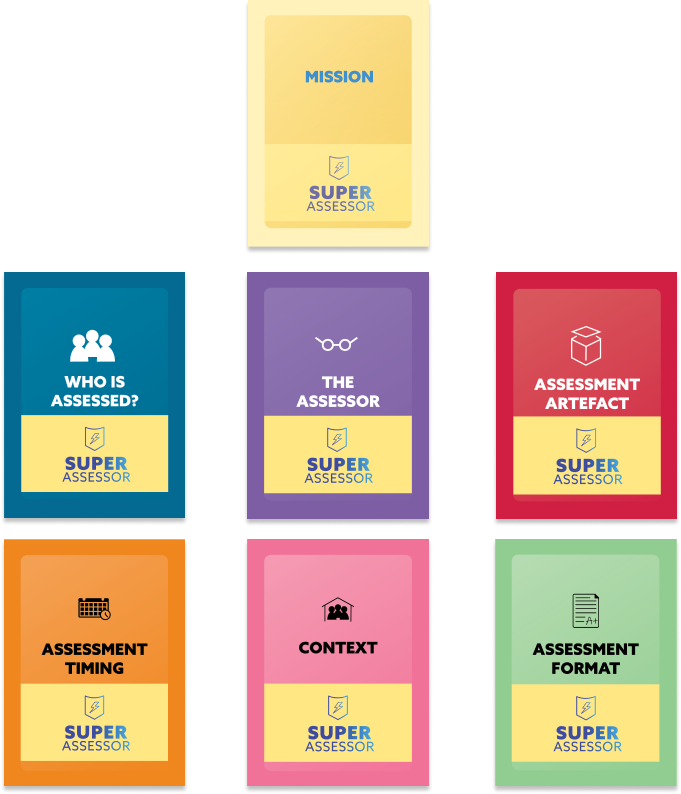 MISSION
SUPER
ASSESSOR
WHO IS
ASSESSED?
SUPER
ASSESSOR
THE
ASSESSOR
SUPER
ASSESSOR
ASSESSMENT
ARTEFACT
SUPER
ASSESSOR
ASSESSMENT
TIMING
SUPER
ASSESSOR
CONTEXT
SUPER
ASSESSOR
A+
ASSESSMENT
FORMAT
SUPER
ASSESSOR